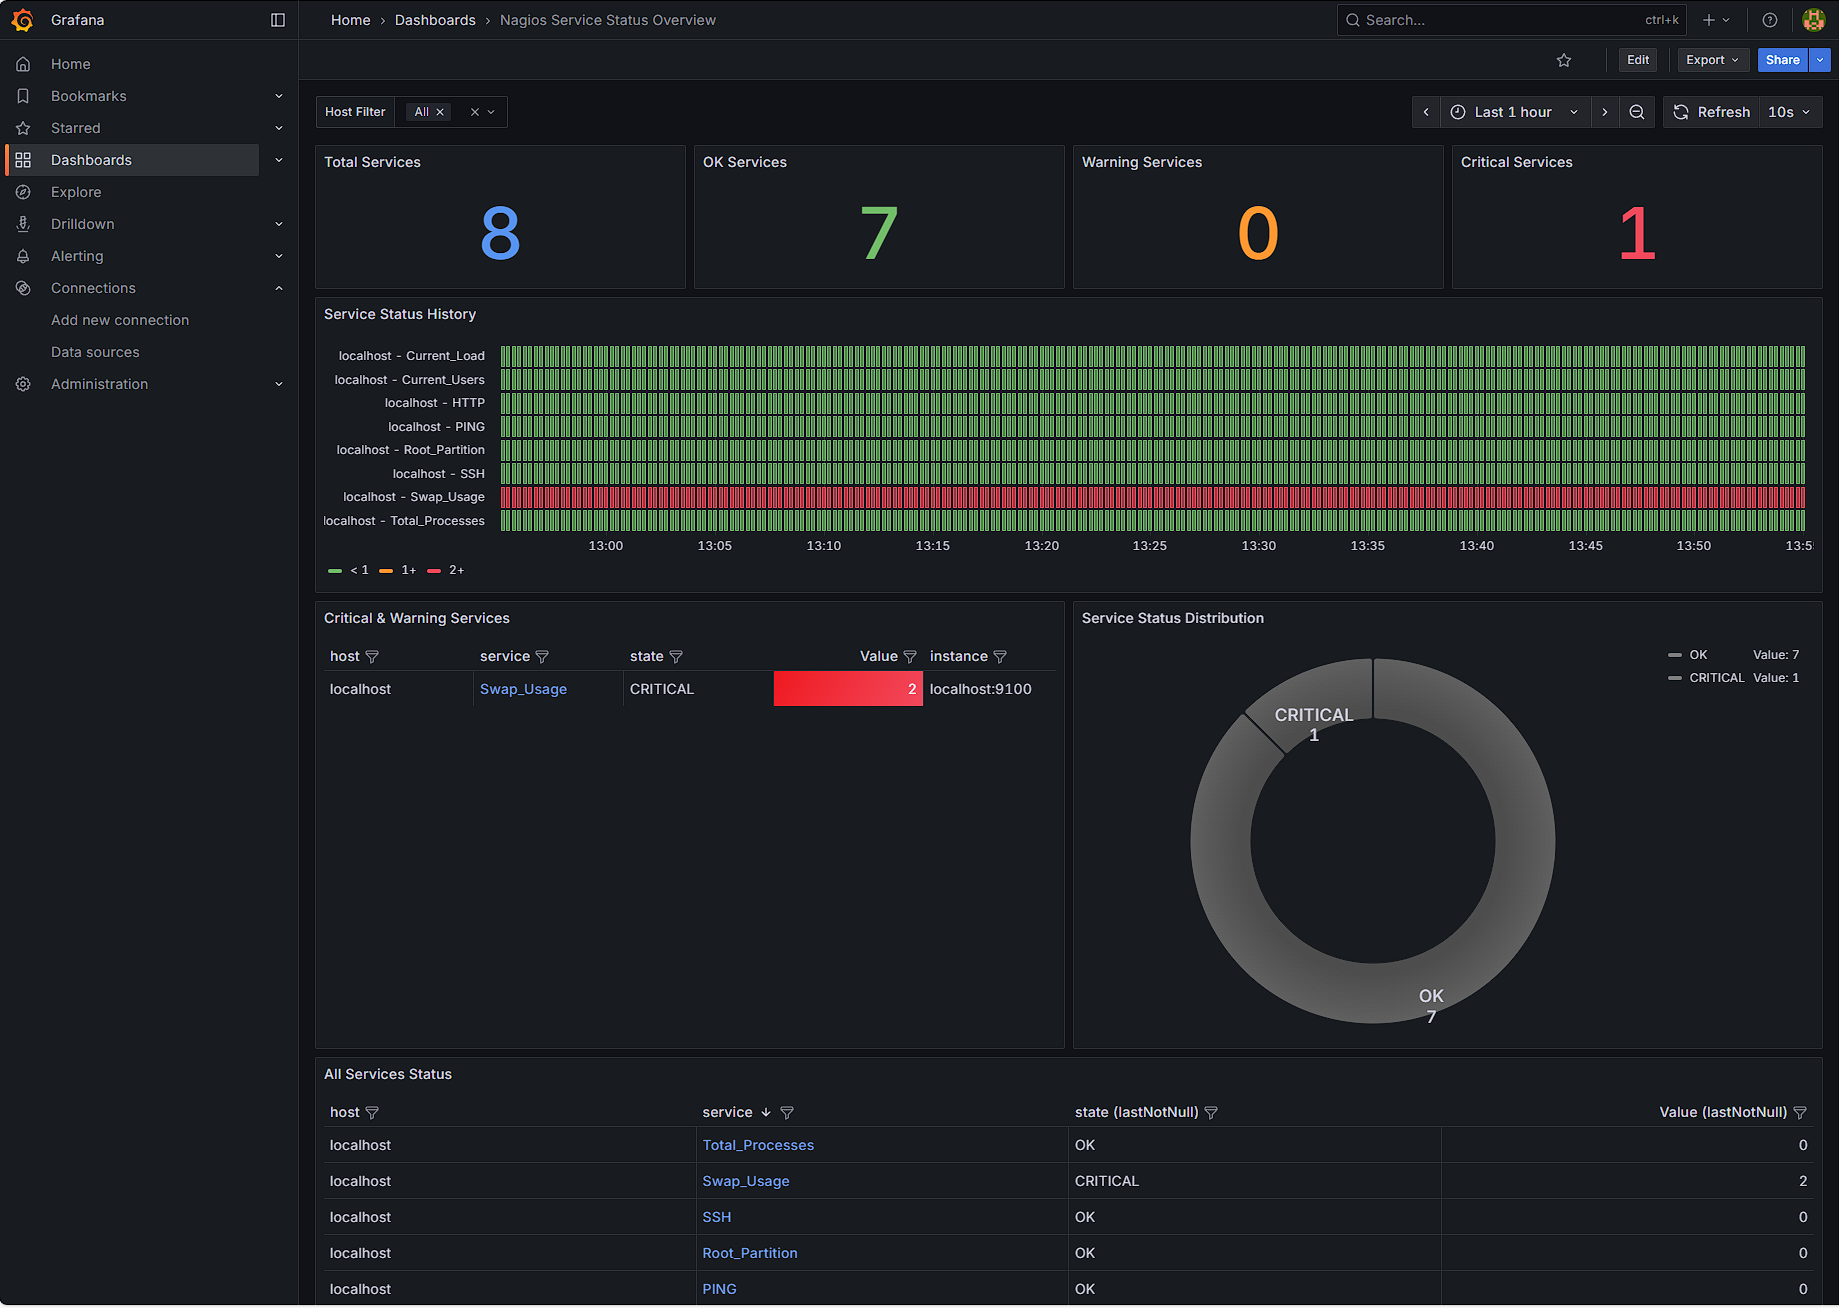 Grafana
Home › Dashboards › Nagios Service Status Overview
Search...
ctrl+k
Home
Bookmarks
Starred
Dashboards
Explore
Drilldown
Alerting
Connections
Add new connection
Data sources
Administration
Edit
Export
Share
Host Filter
All
Last 1 hour
Refresh
10s
Total Services
8
OK Services
7
Warning Services
0
Critical Services
1
Service Status History
localhost - Current_Load
localhost - Current_Users
localhost - HTTP
localhost - PING
localhost - Root_Partition
localhost - SSH
localhost - Swap_Usage
localhost - Total_Processes
13:00 13:05 13:10 13:15 13:20 13:25 13:30 13:35 13:40 13:45 13:50 13:55
< 1 1+ 2+
Critical & Warning Services
host service state Value instance
localhost Swap_Usage CRITICAL 2 localhost:9100
Service Status Distribution
OK Value: 7
CRITICAL Value: 1
CRITICAL
1
OK
7
All Services Status
host service state (lastNotNull) Value (lastNotNull)
localhost Total_Processes OK 0
localhost Swap_Usage CRITICAL 2
localhost SSH OK 0
localhost Root_Partition OK 0
localhost PING OK 0